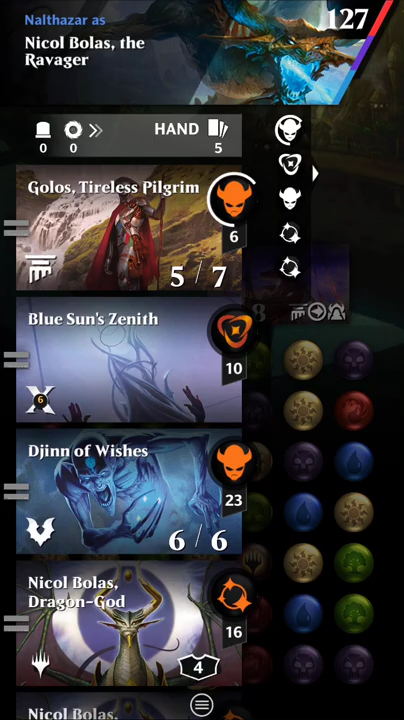 Nalthazar as
127
Nicol Bolas, the
Ravager
0
0
HAND
5
Golos, Tireless Pilgrim
6
5 / 7
Blue Sun's Zenith
10
X
6
8
Djinn of Wishes
23
6 / 6
Nicol Bolas,
Dragon-God
16
4
Nicol Bolas,